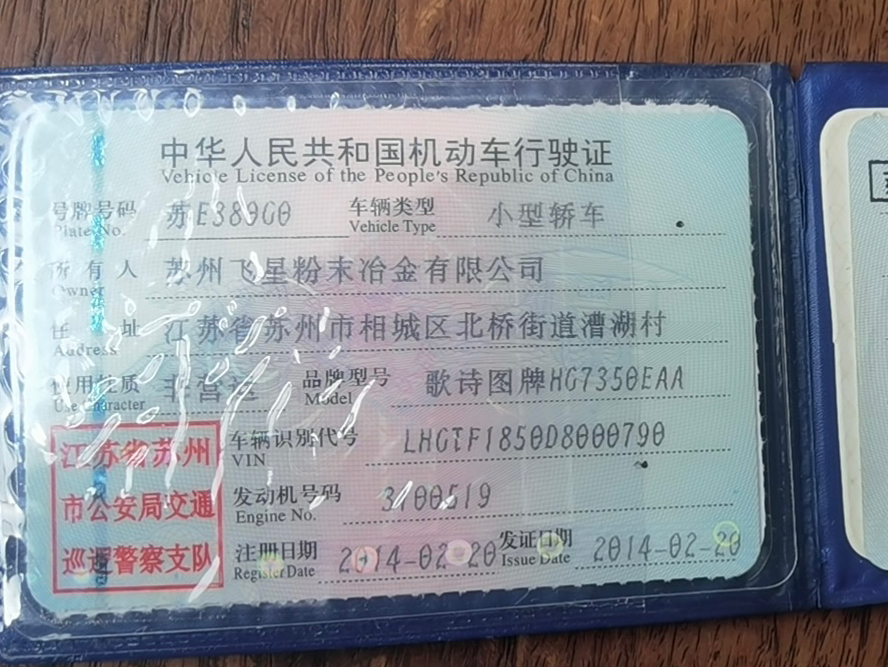 中华人民共和国机动车行驶证
Vehicle License of the People's Republic of China
号牌号码 苏E389G0 车辆类型 小型轿车
Plate No. Vehicle Type
所有人 苏州飞星粉末冶金有限公司
Owner
住址 江苏省苏州市相城区北桥街道漕湖村
Address
使用性质 非营运 品牌型号 歌诗图牌HG7350EAA
Use Character Model
江苏省苏州 车辆识别代号 LHGTF1850D8000790
VIN
市公安局交通 发动机号码
Engine No.
巡逻警察支队 注册日期 2014-02-20 发证日期 2014-02-20
Register Date Issue Date